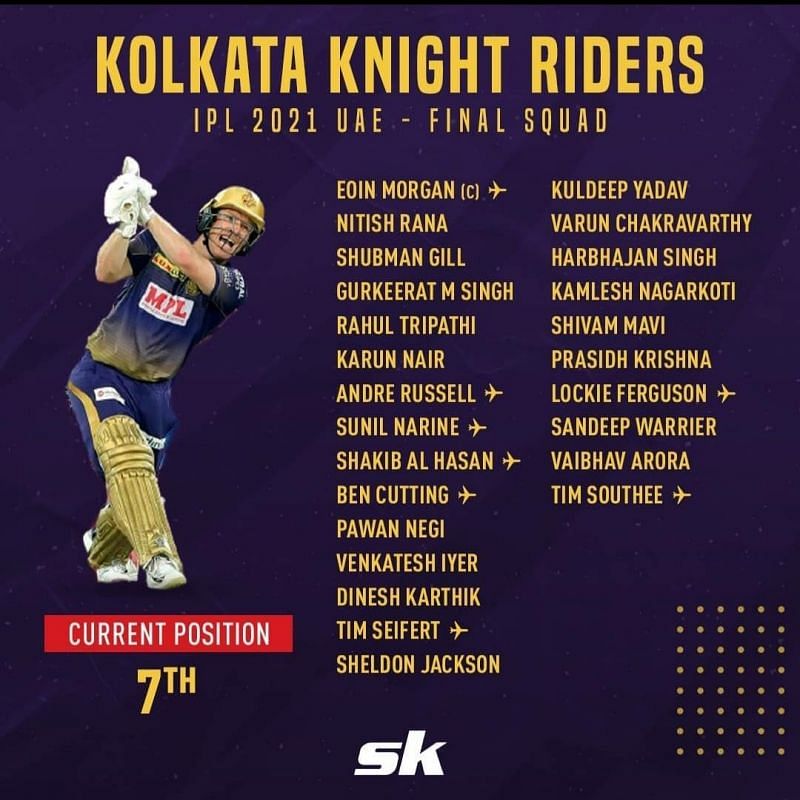 KOLKATA KNIGHT RIDERS
IPL 2021 UAE - FINAL SQUAD
EOIN MORGAN (C)
NITISH RANA
SHUBMAN GILL
GURKEERAT M SINGH
RAHUL TRIPATHI
KARUN NAIR
ANDRE RUSSELL
SUNIL NARINE
SHAKIB AL HASAN
BEN CUTTING
PAWAN NEGI
VENKATESH IYER
DINESH KARTHIK
TIM SEIFERT
SHELDON JACKSON
KULDEEP YADAV
VARUN CHAKRAVARTHY
HARBHAJAN SINGH
KAMLESH NAGARKOTI
SHIVAM MAVI
PRASIDH KRISHNA
LOCKIE FERGUSON
SANDEEP WARRIER
VAIBHAV ARORA
TIM SOUTHEE
MPL
CURRENT POSITION
7TH
sk